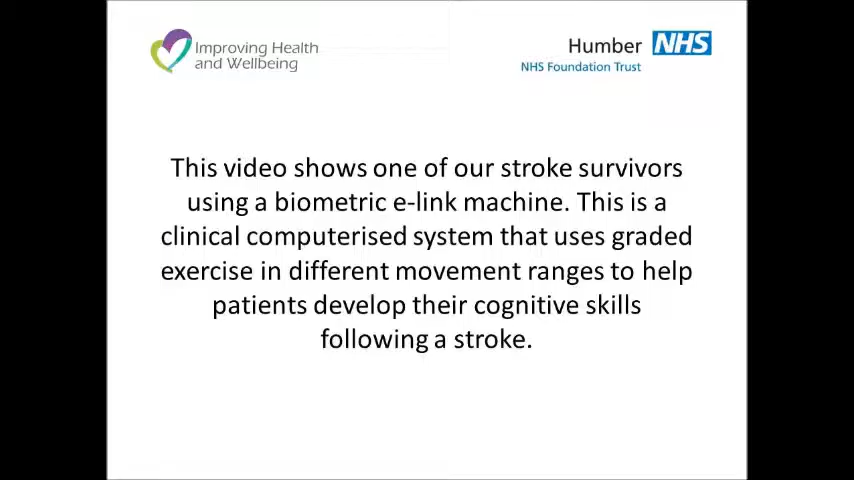 Improving Health
and Wellbeing
Humber NHS
NHS Foundation Trust
This video shows one of our stroke survivors
using a biometric e-link machine. This is a
clinical computerised system that uses graded
exercise in different movement ranges to help
patients develop their cognitive skills
following a stroke.